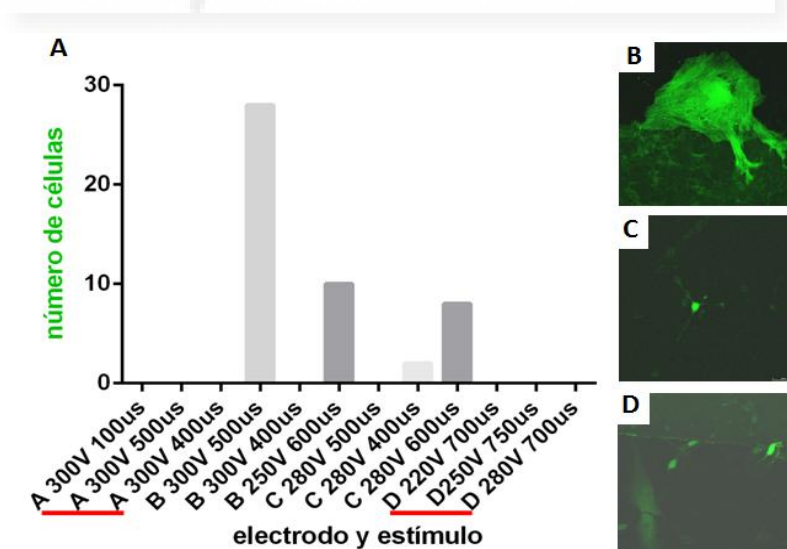 A
30
20
10
0
número de células
A 300V 100us
A 300V 500us
A 300V 400us
B 300V 500us
B 300V 400us
B 250V 600us
C 280V 500us
C 280V 400us
C 280V 600us
D 220V 700us
D250V 750us
D 280V 700us
electrodo y estímulo
B
C
D